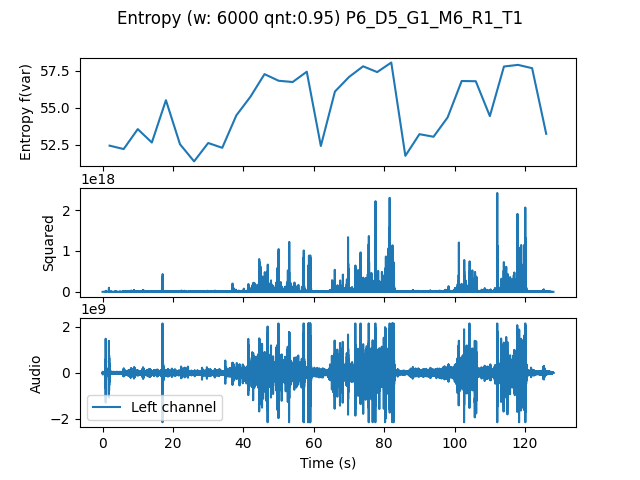 Entropy (w: 6000 qnt:0.95) P6_D5_G1_M6_R1_T1
57.5
55.0
52.5
Entropy f(var)
1e18
2
1
0
Squared
1e9
2
0
−2
Audio
Left channel
0 20 40 60 80 100 120
Time (s)